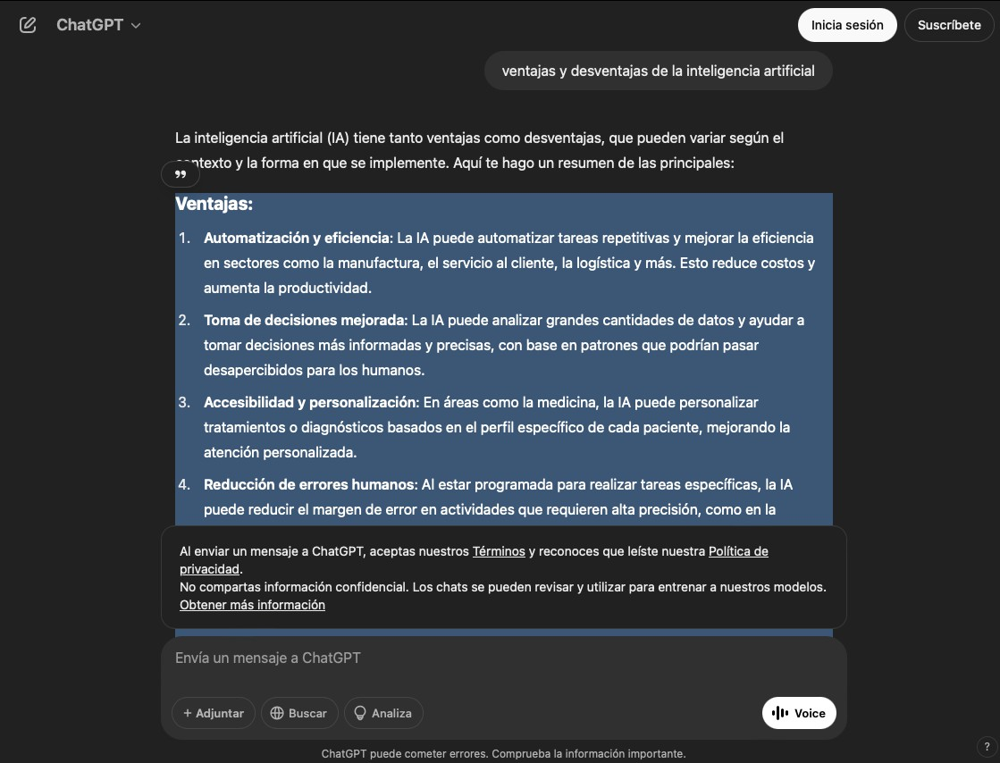 ChatGPT
Inicia sesión
Suscríbete
ventajas y desventajas de la inteligencia artificial
La inteligencia artificial (IA) tiene tanto ventajas como desventajas, que pueden variar según el
contexto y la forma en que se implemente. Aquí te hago un resumen de las principales:
Ventajas:
1. Automatización y eficiencia: La IA puede automatizar tareas repetitivas y mejorar la eficiencia
en sectores como la manufactura, el servicio al cliente, la logística y más. Esto reduce costos y
aumenta la productividad.
2. Toma de decisiones mejorada: La IA puede analizar grandes cantidades de datos y ayudar a
tomar decisiones más informadas y precisas, con base en patrones que podrían pasar
desapercibidos para los humanos.
3. Accesibilidad y personalización: En áreas como la medicina, la IA puede personalizar
tratamientos o diagnósticos basados en el perfil específico de cada paciente, mejorando la
atención personalizada.
4. Reducción de errores humanos: Al estar programada para realizar tareas específicas, la IA
puede reducir el margen de error en actividades que requieren alta precisión, como en la
Al enviar un mensaje a ChatGPT, aceptas nuestros Términos y reconoces que leíste nuestra Política de
privacidad.
No compartas información confidencial. Los chats se pueden revisar y utilizar para entrenar a nuestros modelos.
Obtener más información
Envía un mensaje a ChatGPT
+ Adjuntar
Buscar
Analiza
Voice
ChatGPT puede cometer errores. Comprueba la información importante.
?